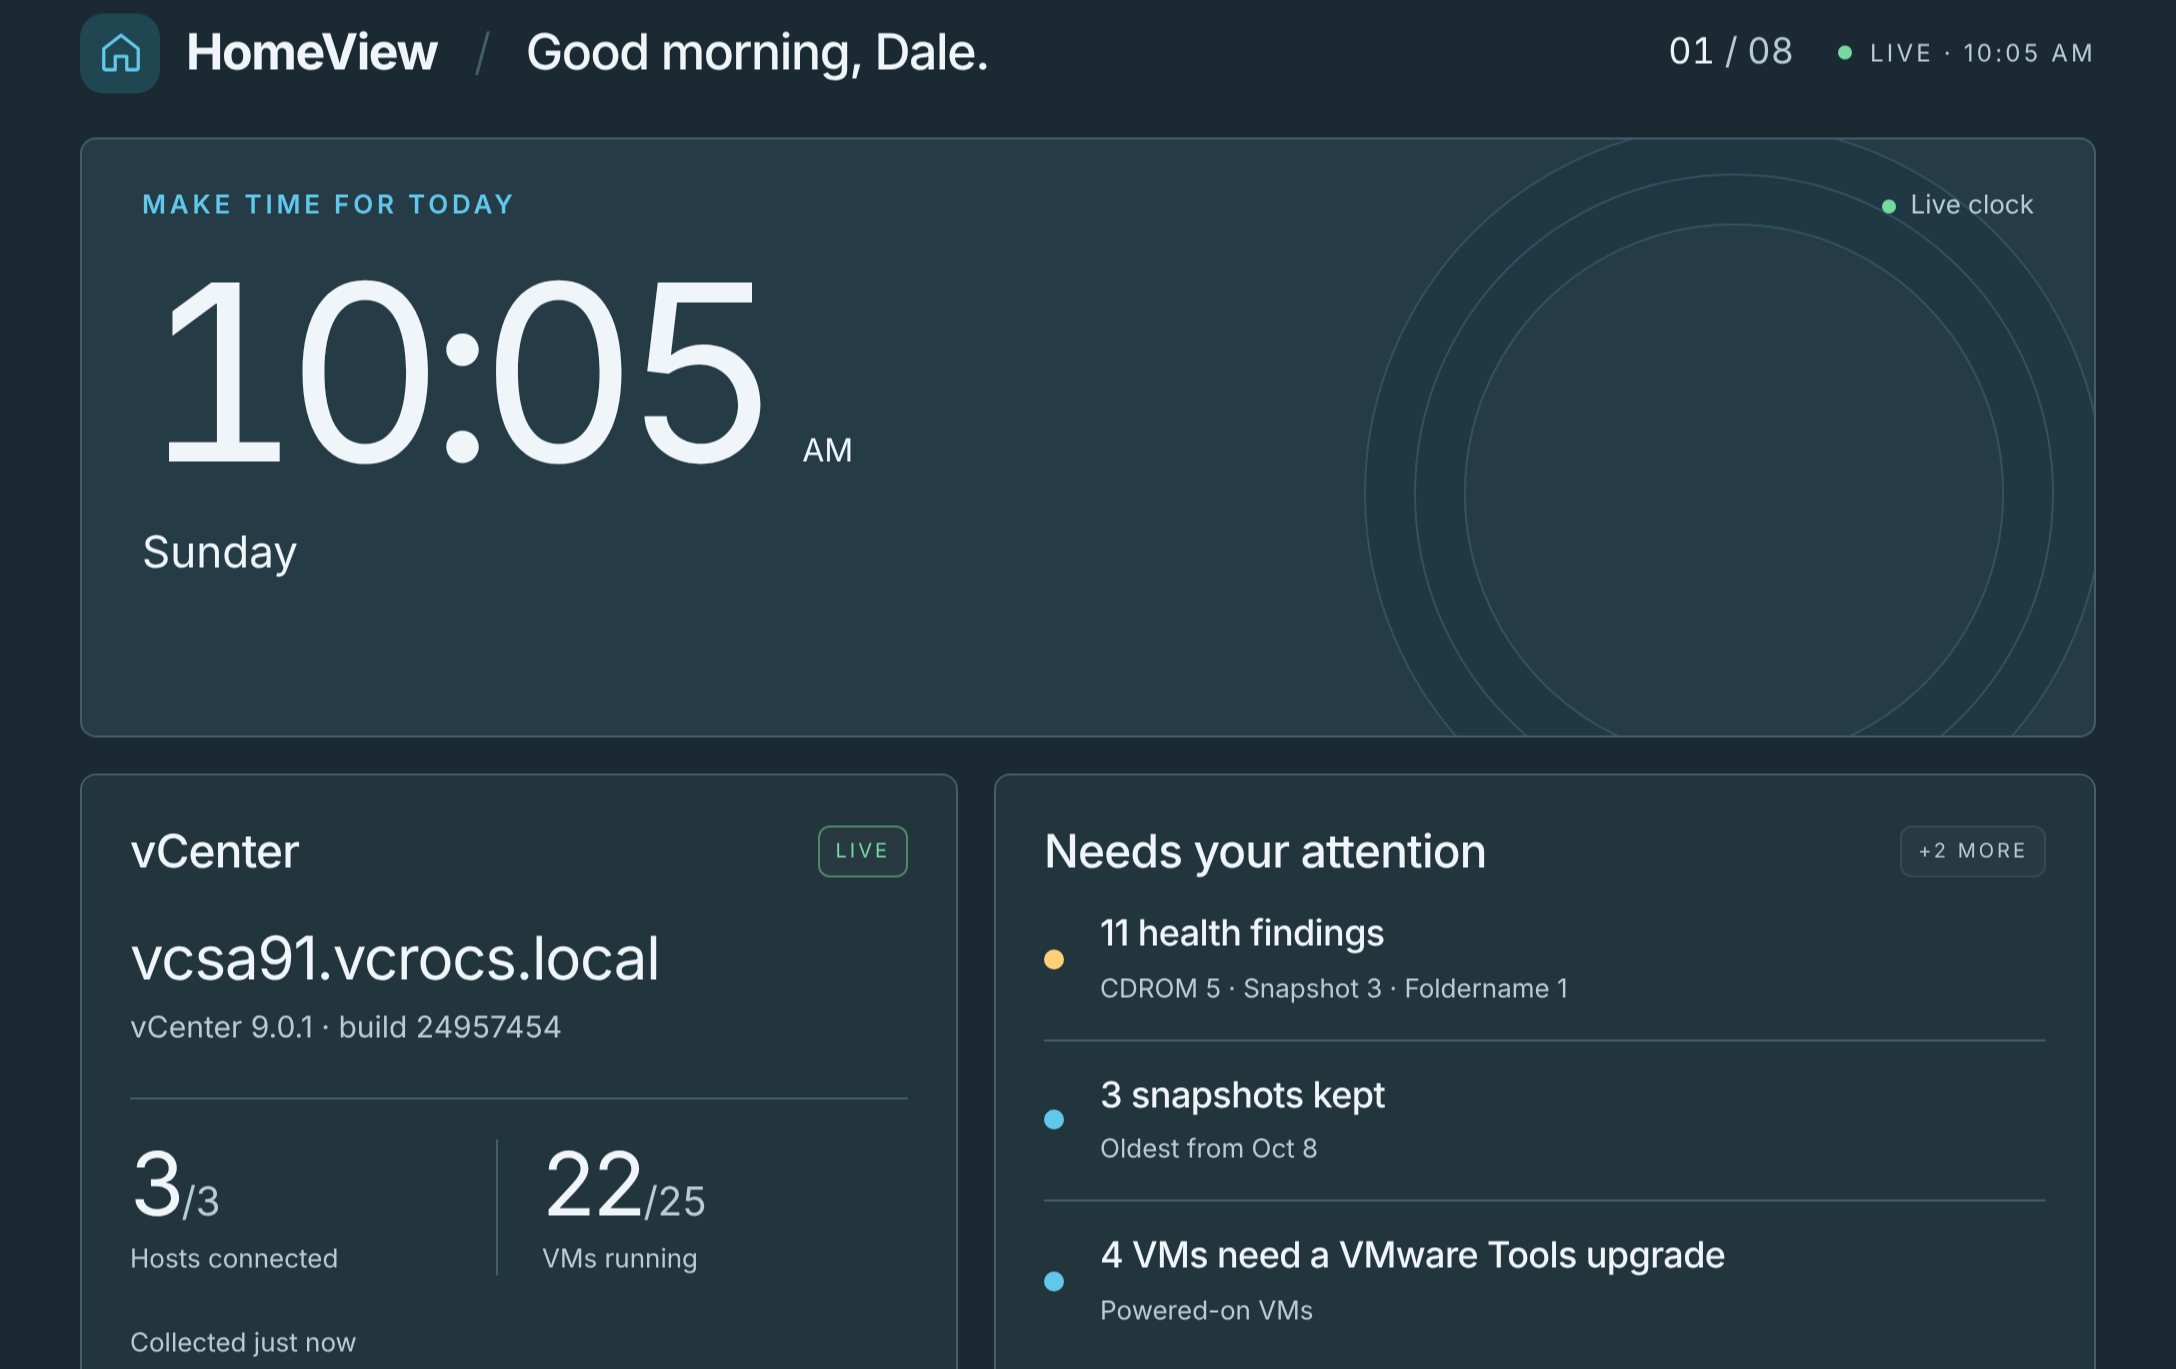 HomeView / Good morning, Dale.
01 / 08
LIVE · 10:05 AM
MAKE TIME FOR TODAY
Live clock
10:05 AM
Sunday
vCenter
LIVE
vcsa91.vcrocs.local
vCenter 9.0.1 · build 24957454
3/3
Hosts connected
22/25
VMs running
Collected just now
Needs your attention
+2 MORE
11 health findings
CDROM 5 · Snapshot 3 · Foldername 1
3 snapshots kept
Oldest from Oct 8
4 VMs need a VMware Tools upgrade
Powered-on VMs